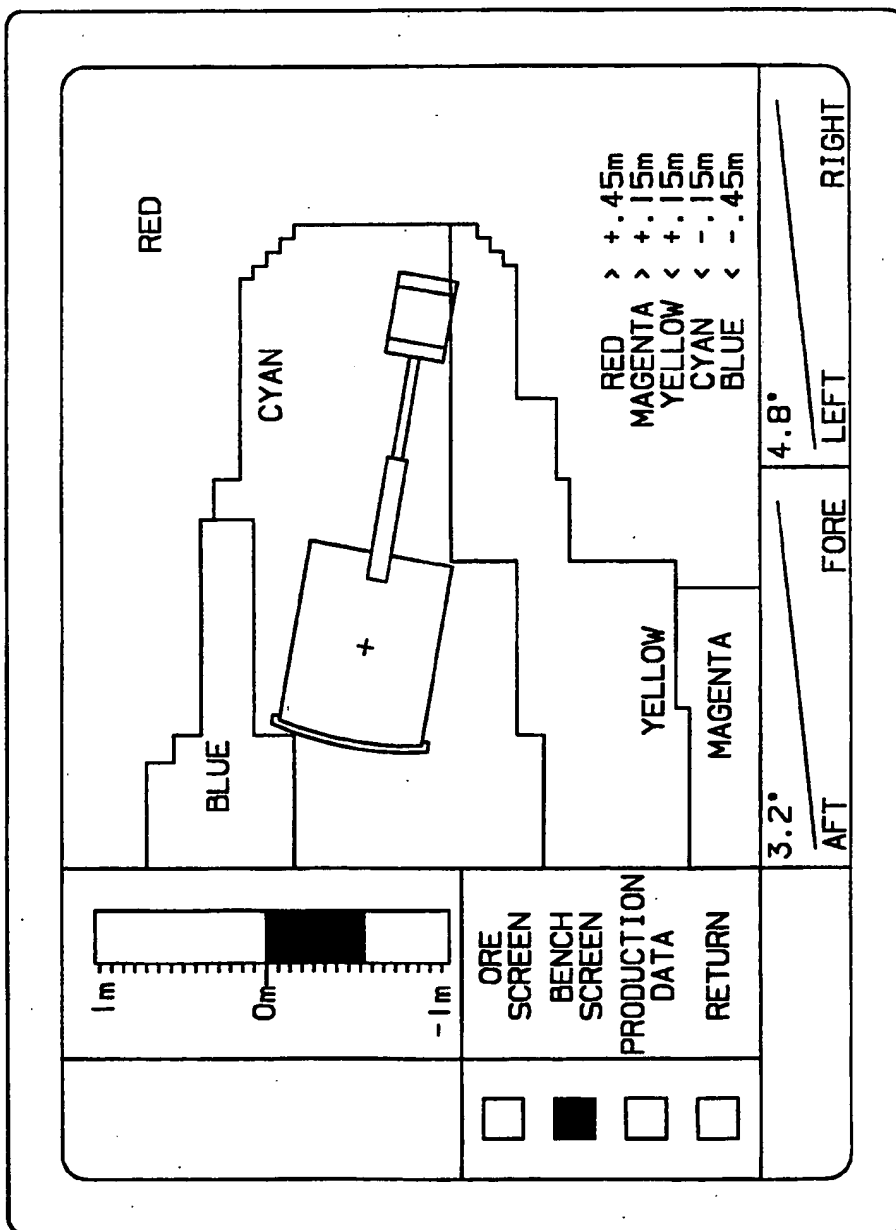 1m
0m
-1m
ORE
SCREEN
BENCH
SCREEN
PRODUCTION
DATA
RETURN
BLUE
CYAN
RED
YELLOW
MAGENTA
RED > +.45m
MAGENTA > +.15m
YELLOW < +.15m
CYAN < -.15m
BLUE < -.45m
3.2°
AFT FORE
4.8°
LEFT RIGHT